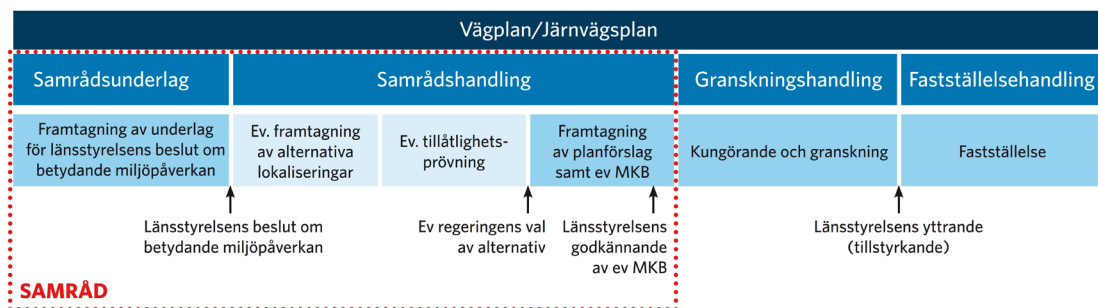 Vägplan/Järnvägsplan
Samrådsunderlag
Samrådshandling
Granskningshandling
Fastställelsehandling
Framtagning av underlag
för länsstyrelsens beslut om
betydande miljöpåverkan
Ev. framtagning
av alternativa
lokaliseringar
Ev. tillåtlighets-
prövning
Framtagning
av planförslag
samt ev MKB
Kungörande och granskning
Fastställelse
Länsstyrelsens beslut om
betydande miljöpåverkan
Ev regeringens val
av alternativ
Länsstyrelsens
godkännande
av ev MKB
Länsstyrelsens yttrande
(tillstyrkande)
SAMRÅD